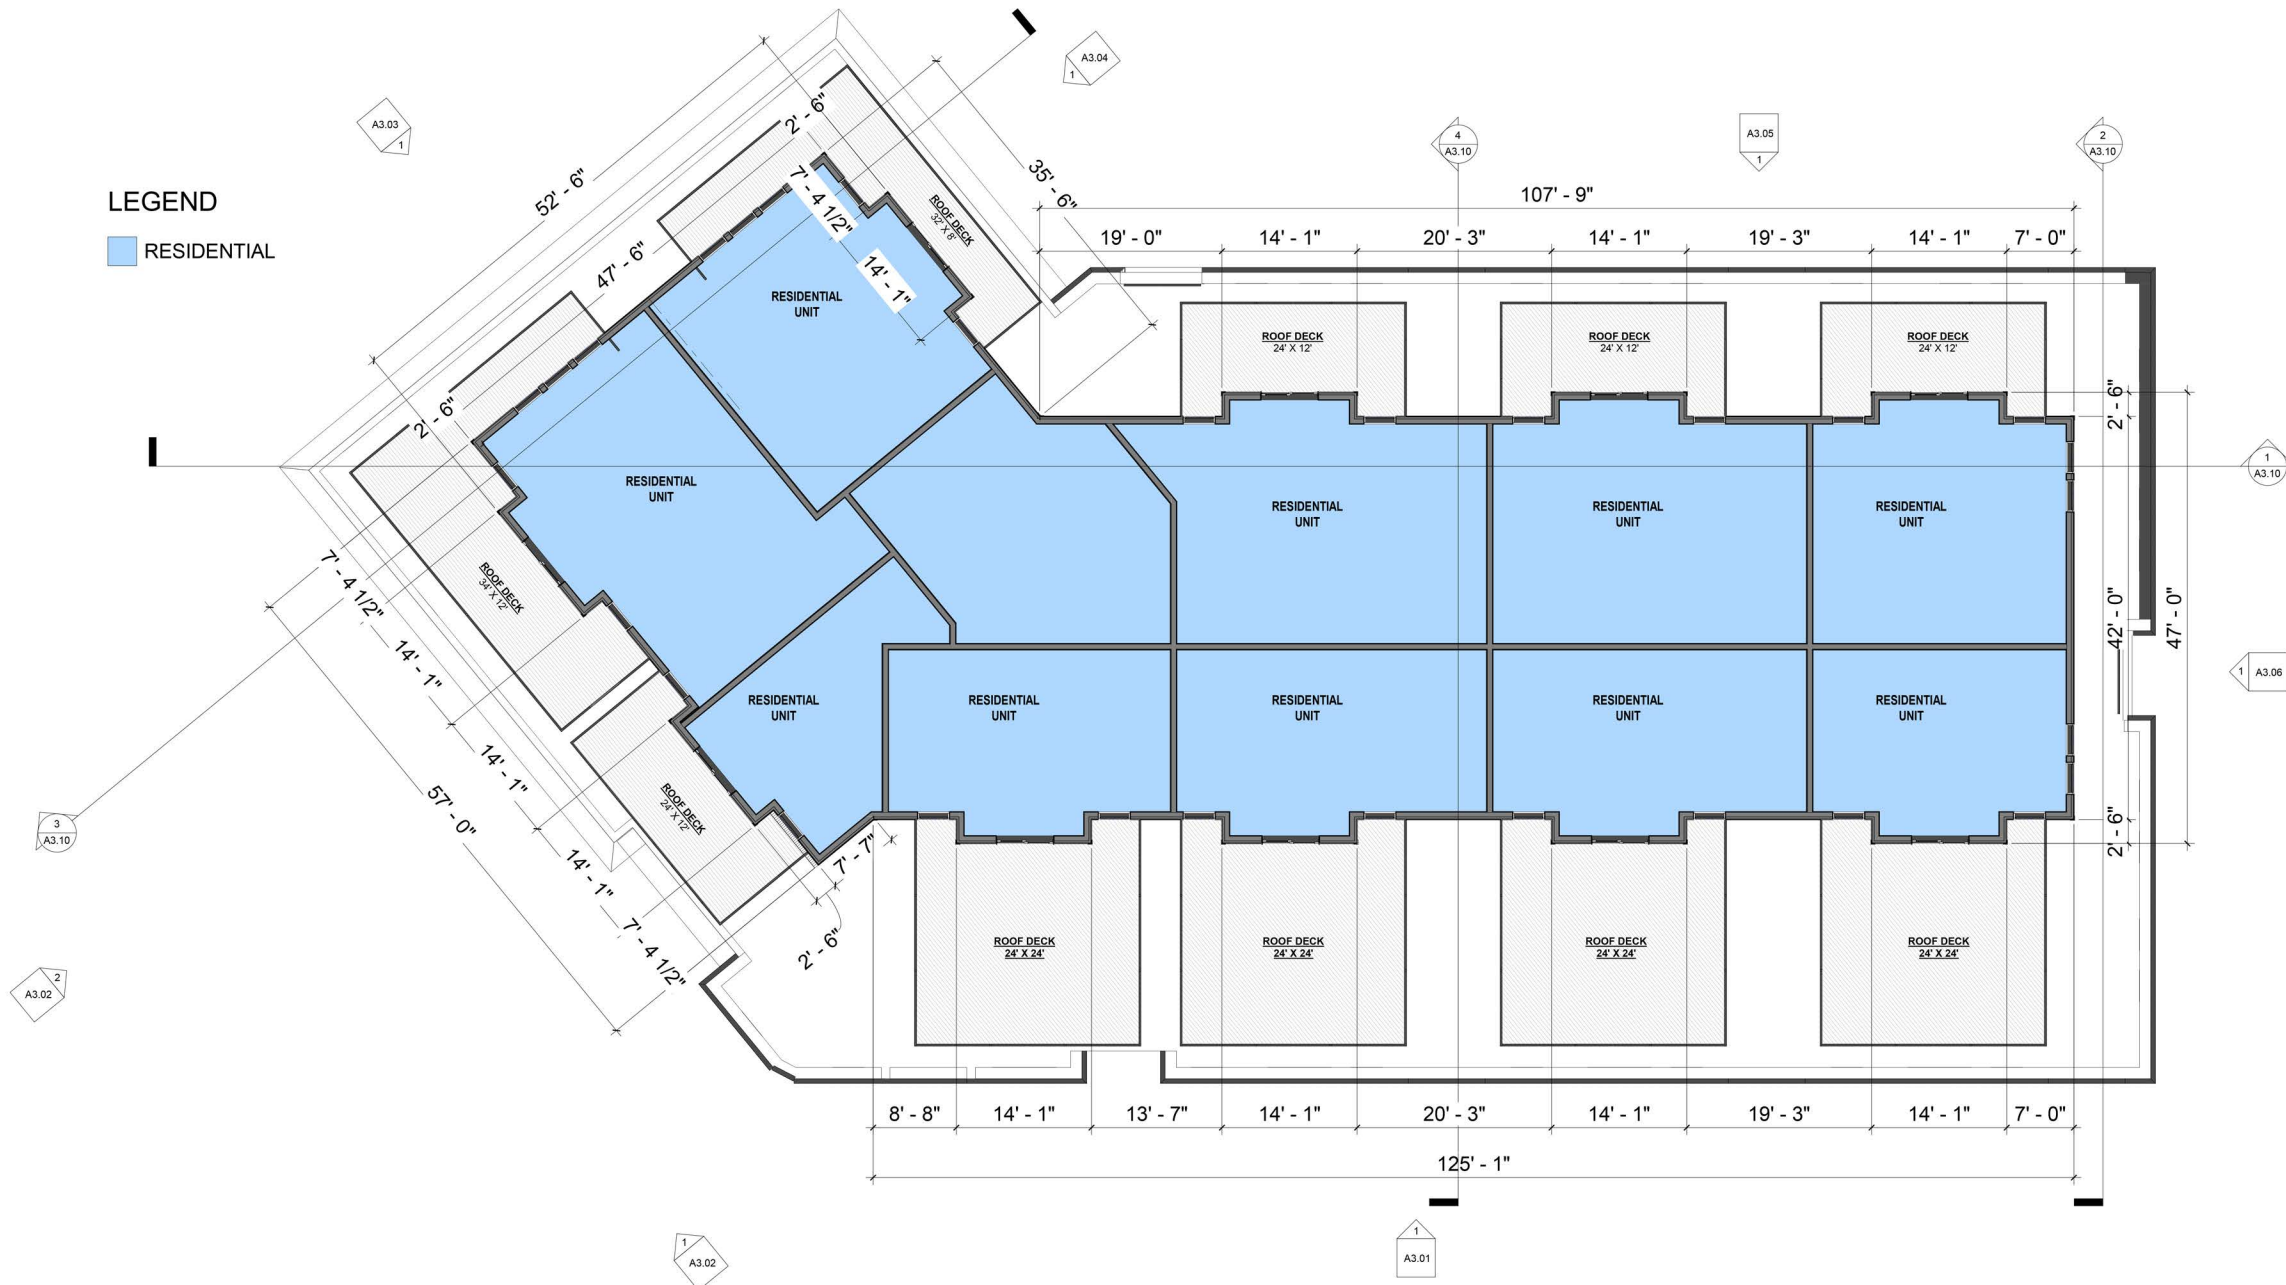 A3.04
1
A3.03
1
4
A3.10
A3.05
1
2
A3.10
LEGEND
RESIDENTIAL
52' - 6"
47' - 6"
2' - 6"
7' - 4 1/2"
14' - 1"
35' - 6"
ROOF DECK
32' X 8'
107' - 9"
19' - 0"
14' - 1"
20' - 3"
14' - 1"
19' - 3"
14' - 1"
7' - 0"
RESIDENTIAL
UNIT
ROOF DECK
24' X 12'
ROOF DECK
24' X 12'
ROOF DECK
24' X 12'
2' - 6"
2' - 6"
1
A3.10
RESIDENTIAL
UNIT
RESIDENTIAL
UNIT
RESIDENTIAL
UNIT
RESIDENTIAL
UNIT
ROOF DECK
34' X 12'
42' - 0"
47' - 0"
7' - 4 1/2"
14' - 1"
14' - 1"
14' - 1"
7' - 4 1/2"
57' - 0"
1
A3.06
RESIDENTIAL
UNIT
RESIDENTIAL
UNIT
RESIDENTIAL
UNIT
RESIDENTIAL
UNIT
RESIDENTIAL
UNIT
ROOF DECK
24' X 12'
3
A3.10
7' - 7"
2' - 6"
2' - 6"
ROOF DECK
24' X 24'
ROOF DECK
24' X 24'
ROOF DECK
24' X 24'
ROOF DECK
24' X 24'
2
A3.02
8' - 8"
14' - 1"
13' - 7"
14' - 1"
20' - 3"
14' - 1"
19' - 3"
14' - 1"
7' - 0"
125' - 1"
1
A3.02
1
A3.01